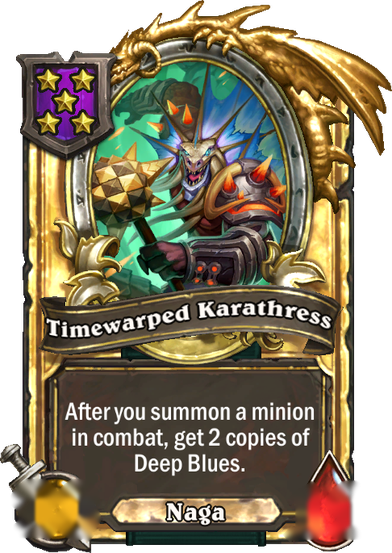 Timewarped Karathress
After you summon a minion
in combat, get 2 copies of
Deep Blues.
Naga